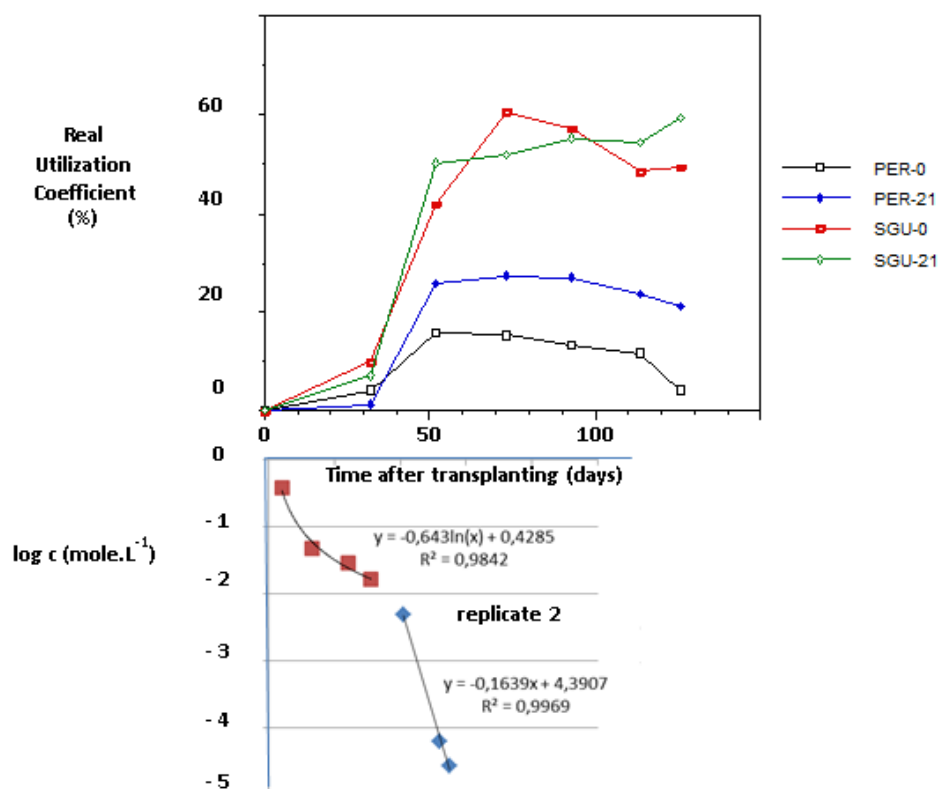 60
Real
Utilization
Coefficient
(%)
40
20
0
PER-0
PER-21
SGU-0
SGU-21
0
50
100
0
Time after transplanting (days)
- 1
y = -0,643ln(x) + 0,4285
R² = 0,9842
log c (mole.L⁻¹)
- 2
replicate 2
- 3
y = -0,1639x + 4,3907
R² = 0,9969
- 4
- 5